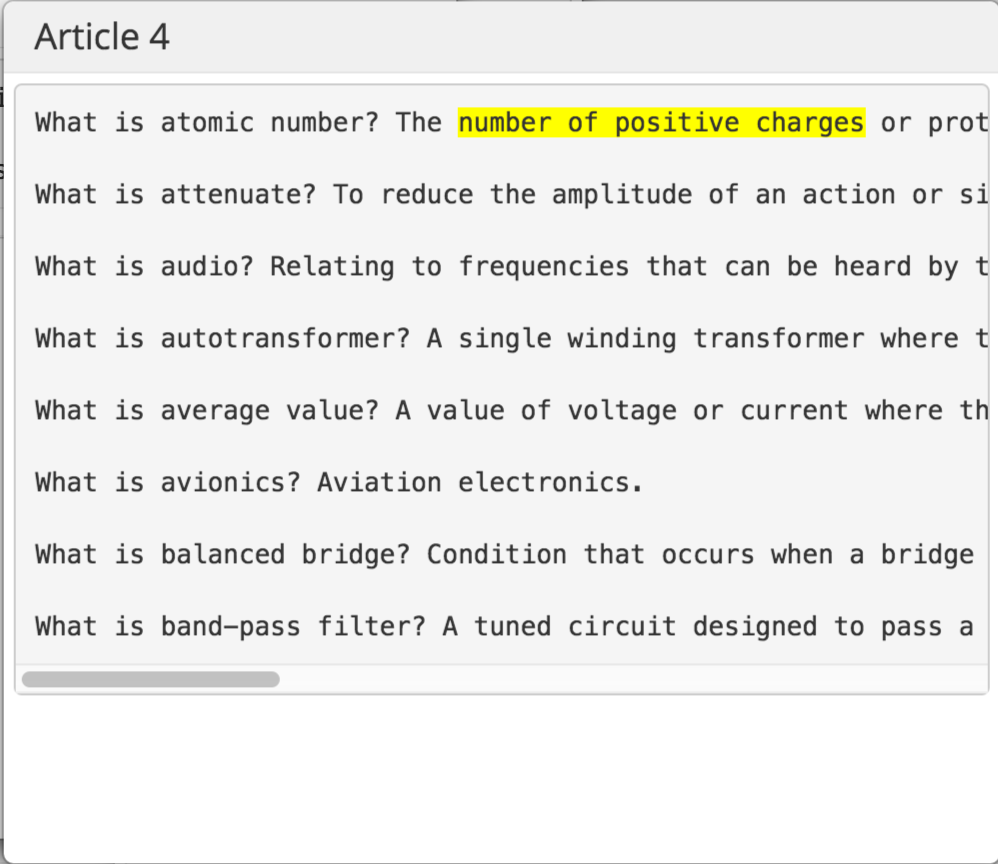 Article 4
What is atomic number? The number of positive charges or prot
What is attenuate? To reduce the amplitude of an action or si
What is audio? Relating to frequencies that can be heard by t
What is autotransformer? A single winding transformer where t
What is average value? A value of voltage or current where th
What is avionics? Aviation electronics.
What is balanced bridge? Condition that occurs when a bridge
What is band-pass filter? A tuned circuit designed to pass a